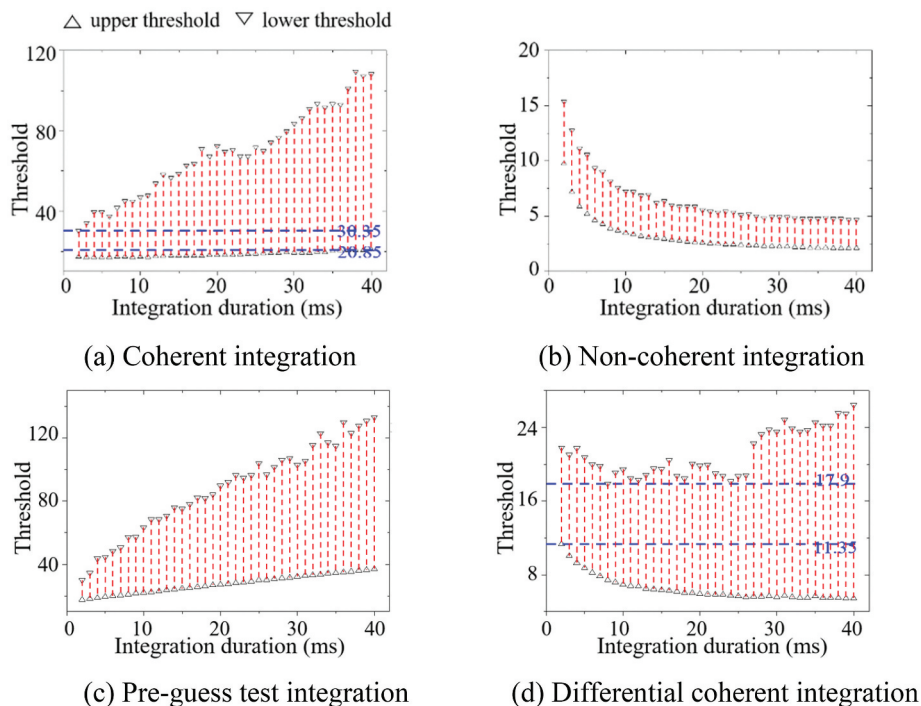 △ upper threshold ▽ lower threshold
120
80
40
Threshold
30.35
20.85
0 10 20 30 40
Integration duration (ms)
(a) Coherent integration
20
15
10
5
0
Threshold
0 10 20 30 40
Integration duration (ms)
(b) Non-coherent integration
120
80
40
Threshold
0 10 20 30 40
Integration duration (ms)
(c) Pre-guess test integration
24
16
8
Threshold
17.9
11.35
0 10 20 30 40
Integration duration (ms)
(d) Differential coherent integration